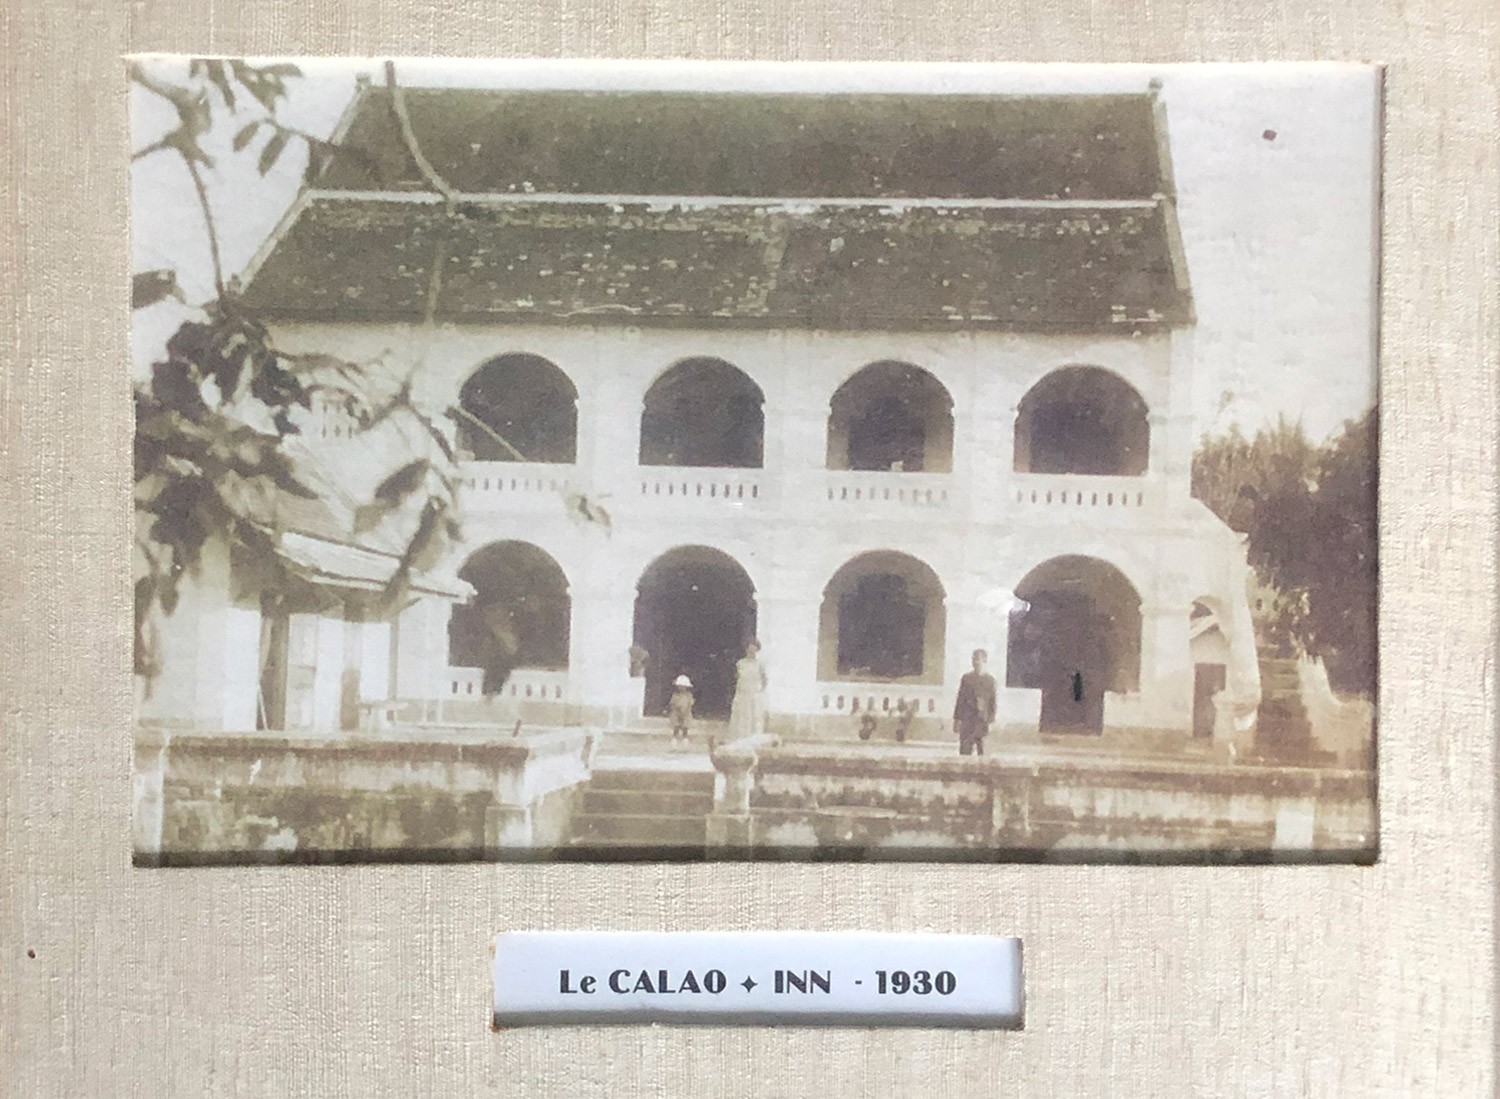 Le CALAO ✦ INN - 1930